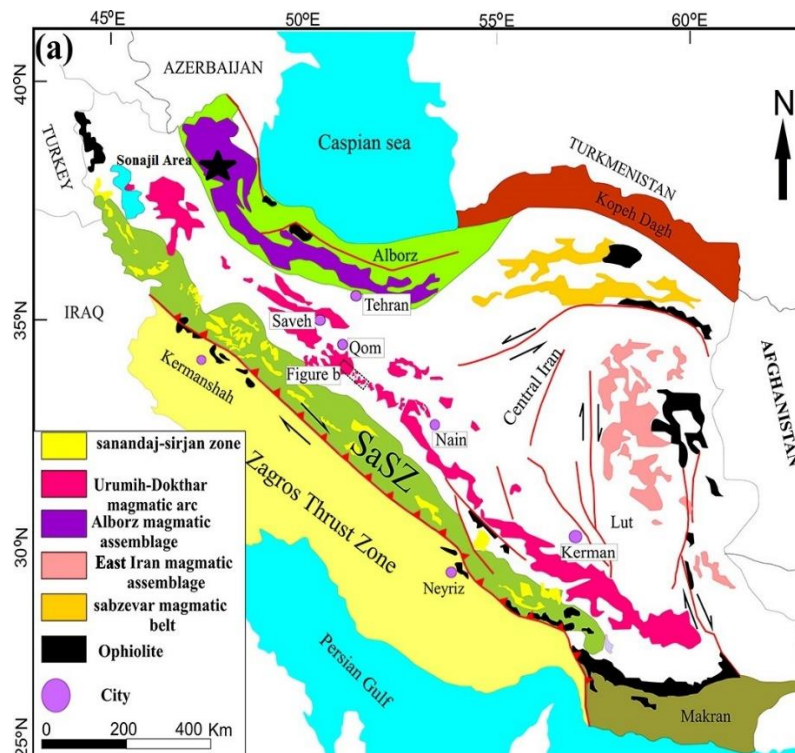 45°E
50°E
55°E
60°E
(a)
AZERBAIJAN
40°N
N
TURKEY
Caspian sea
TURKMENISTAN
Sonajil Area
Kopeh Dagh
Alborz
Tehran
35°N
IRAQ
Saveh
Qom
Figure b
Kermanshah
Central Iran
AFGHANISTAN
Nain
SaSZ
Zagros Thrust Zone
Lut
30°N
Kerman
Neyriz
Persian Gulf
Makran
25°N
sanandaj-sirjan zone
Urumih-Dokthar
magmatic arc
Alborz magmatic
assemblage
East Iran magmatic
assemblage
sabzevar magmatic
belt
Ophiolite
City
0 200 400 Km